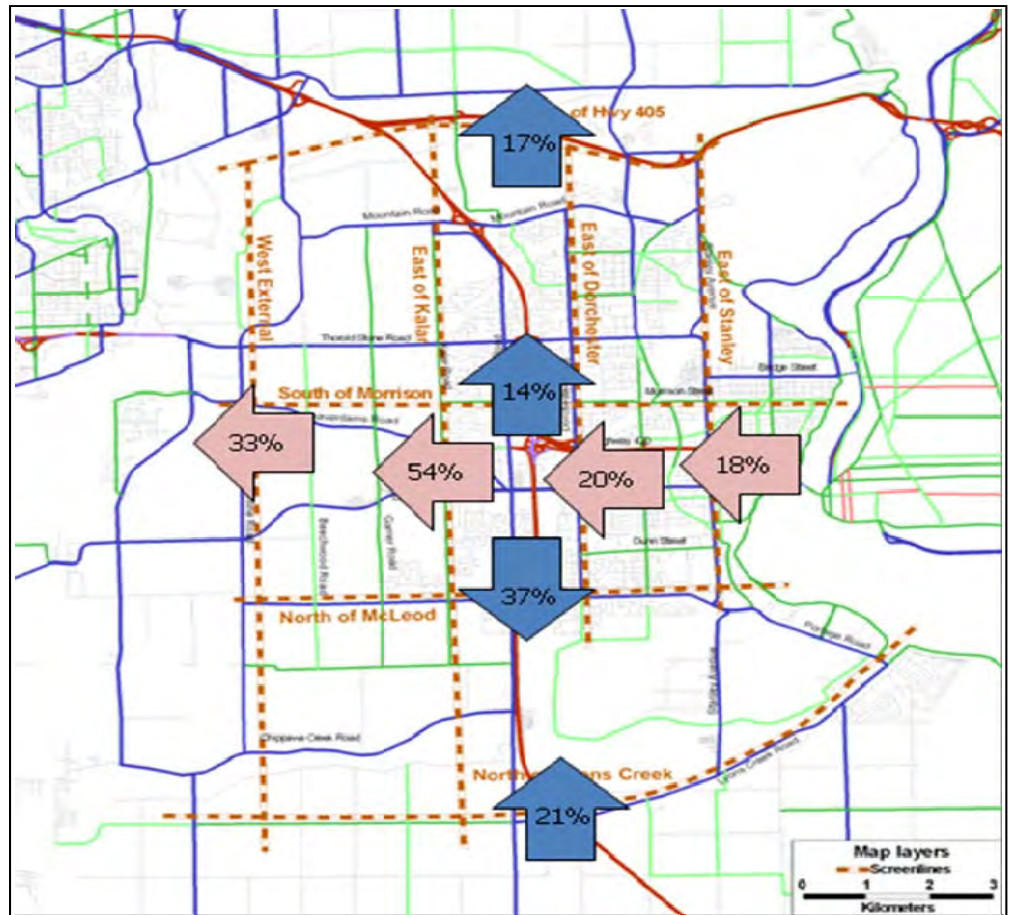 of Hwy 405
17%
Mountain Road
Mountain Road
West External
East of Kalar
East of Dorchester
East of Stanley
Thorold Stone Road
Bridge Street
14%
South of Morrison
Morrison Street
33%
54%
20%
18%
Beechwood Road
Garner Road
Dunn Street
37%
North of McLeod
Portage Road
Chippawa Creek Road
North
ons Creek
Lyons Creek Road
21%
Map layers
Screenlines
0 1 2 3
Kilometers